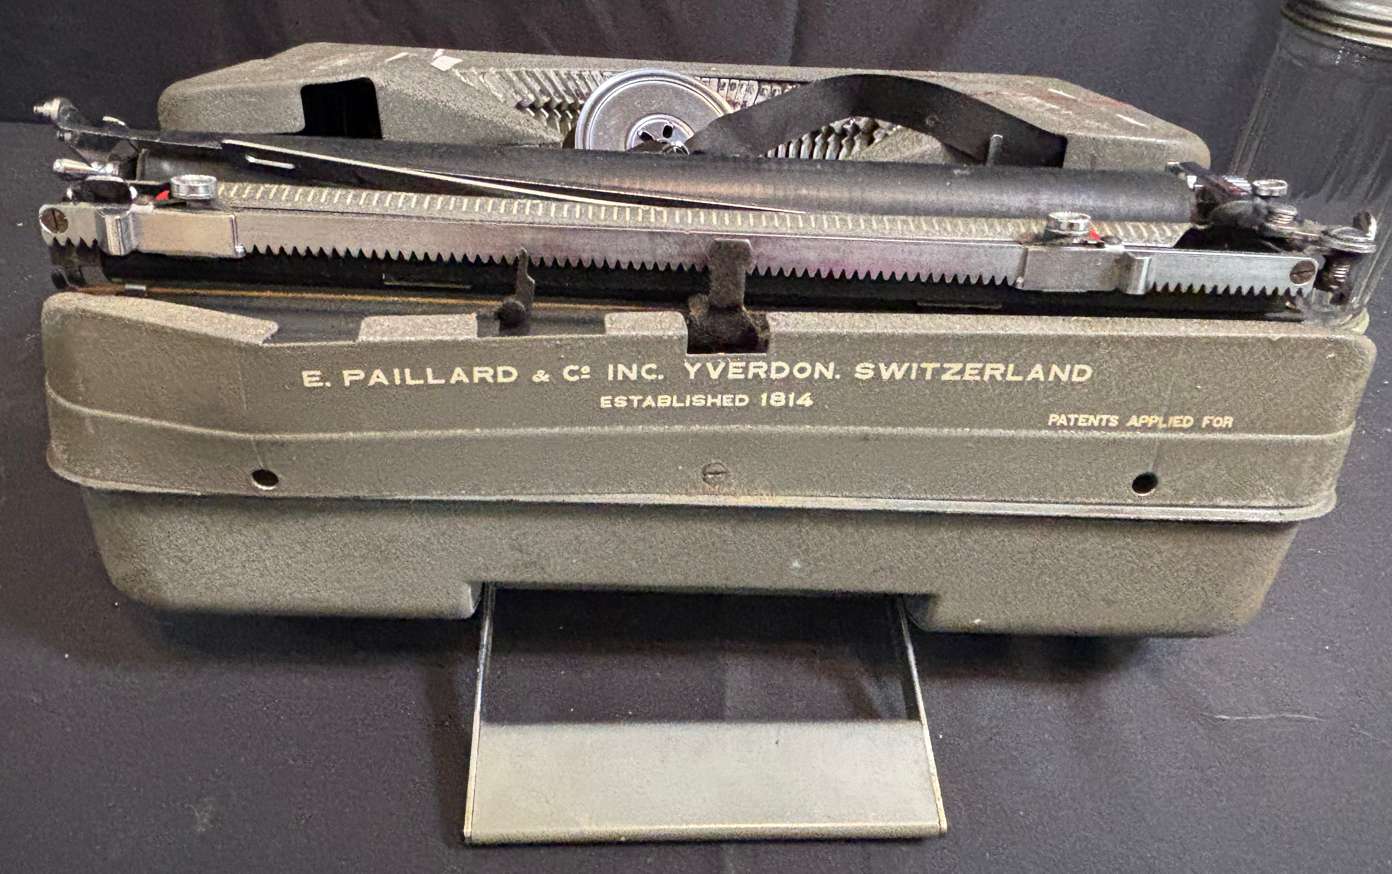 E. PAILLARD & Cº INC. YVERDON. SWITZERLAND
ESTABLISHED 1814
PATENTS APPLIED FOR